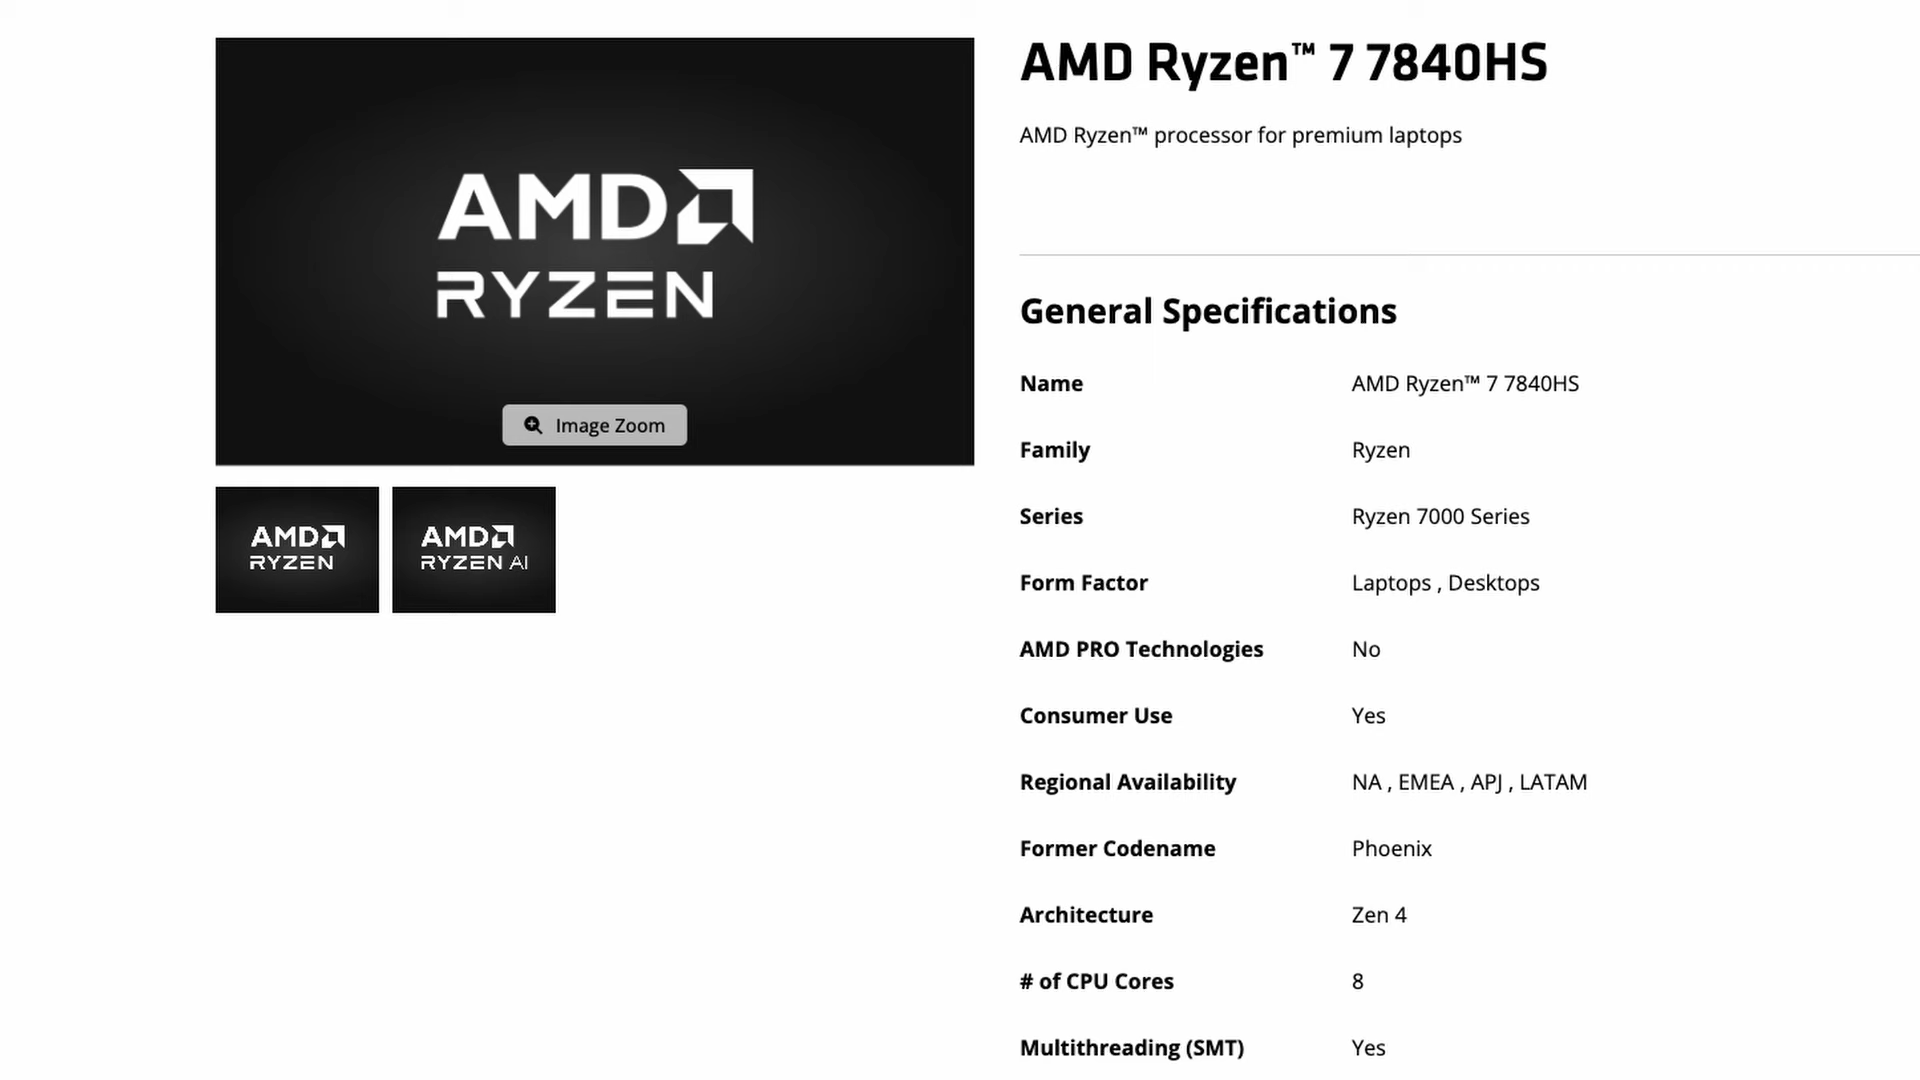 AMD
RYZEN
Image Zoom
AMD
RYZEN
AMD
RYZEN AI
AMD Ryzen™ 7 7840HS
AMD Ryzen™ processor for premium laptops
General Specifications
Name AMD Ryzen™ 7 7840HS
Family Ryzen
Series Ryzen 7000 Series
Form Factor Laptops , Desktops
AMD PRO Technologies No
Consumer Use Yes
Regional Availability NA , EMEA , APJ , LATAM
Former Codename Phoenix
Architecture Zen 4
# of CPU Cores 8
Multithreading (SMT) Yes